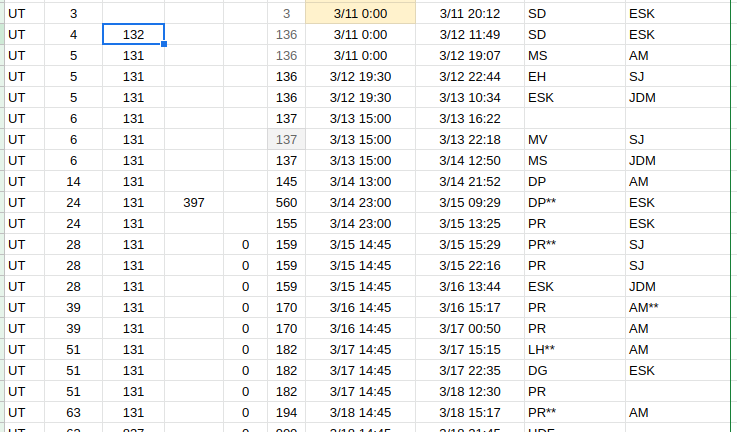 UT 3 3 3/11 0:00 3/11 20:12 SD ESK
UT 4 132 136 3/11 0:00 3/12 11:49 SD ESK
UT 5 131 136 3/11 0:00 3/12 19:07 MS AM
UT 5 131 136 3/12 19:30 3/12 22:44 EH SJ
UT 5 131 136 3/12 19:30 3/13 10:34 ESK JDM
UT 6 131 137 3/13 15:00 3/13 16:22
UT 6 131 137 3/13 15:00 3/13 22:18 MV SJ
UT 6 131 137 3/13 15:00 3/14 12:50 MS JDM
UT 14 131 145 3/14 13:00 3/14 21:52 DP AM
UT 24 131 397 560 3/14 23:00 3/15 09:29 DP** ESK
UT 24 131 155 3/14 23:00 3/15 13:25 PR ESK
UT 28 131 0 159 3/15 14:45 3/15 15:29 PR** SJ
UT 28 131 0 159 3/15 14:45 3/15 22:16 PR SJ
UT 28 131 0 159 3/15 14:45 3/16 13:44 ESK JDM
UT 39 131 0 170 3/16 14:45 3/16 15:17 PR AM**
UT 39 131 0 170 3/16 14:45 3/17 00:50 PR AM
UT 51 131 0 182 3/17 14:45 3/17 15:15 LH** AM
UT 51 131 0 182 3/17 14:45 3/17 22:35 DG ESK
UT 51 131 0 182 3/17 14:45 3/18 12:30 PR
UT 63 131 0 194 3/18 14:45 3/18 15:17 PR** AM